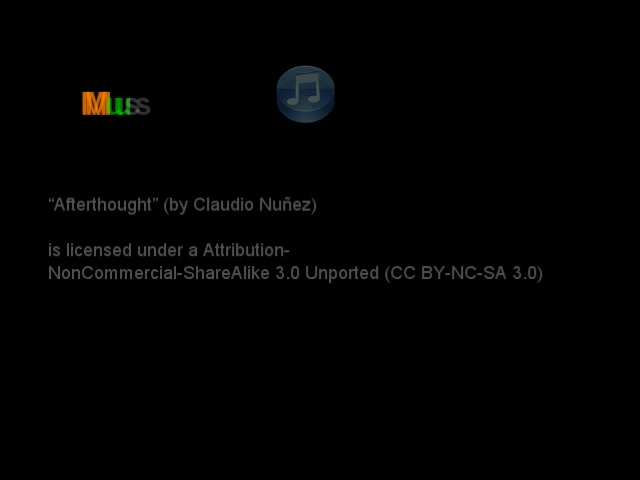 “Afterthought” (by Claudio Nuñez)
is licensed under a Attribution-
NonCommercial-ShareAlike 3.0 Unported (CC BY-NC-SA 3.0)